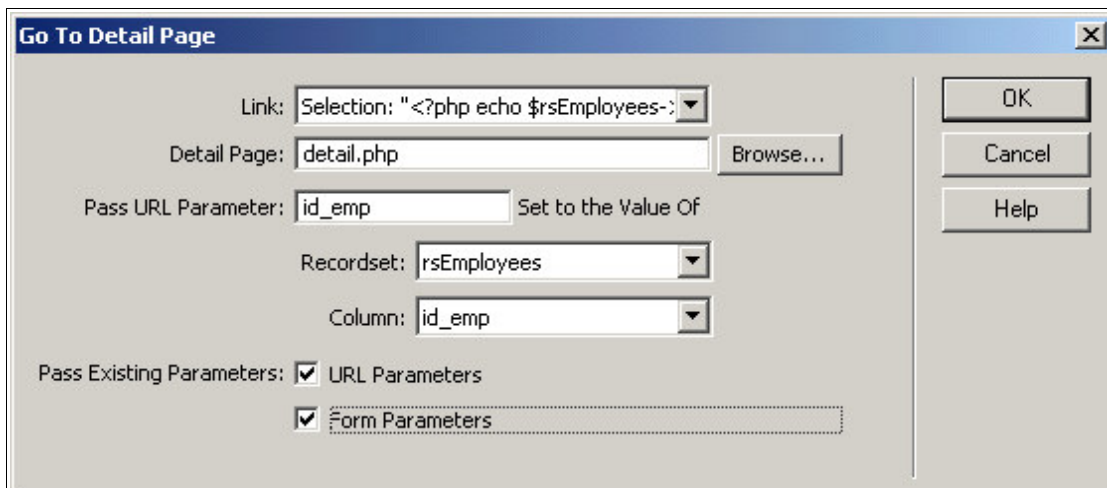 Go To Detail Page
Link: Selection: "<?php echo $rsEmployees->
OK
Detail Page: detail.php Browse... Cancel
Pass URL Parameter: id_emp Set to the Value Of Help
Recordset: rsEmployees
Column: id_emp
Pass Existing Parameters: URL Parameters
Form Parameters